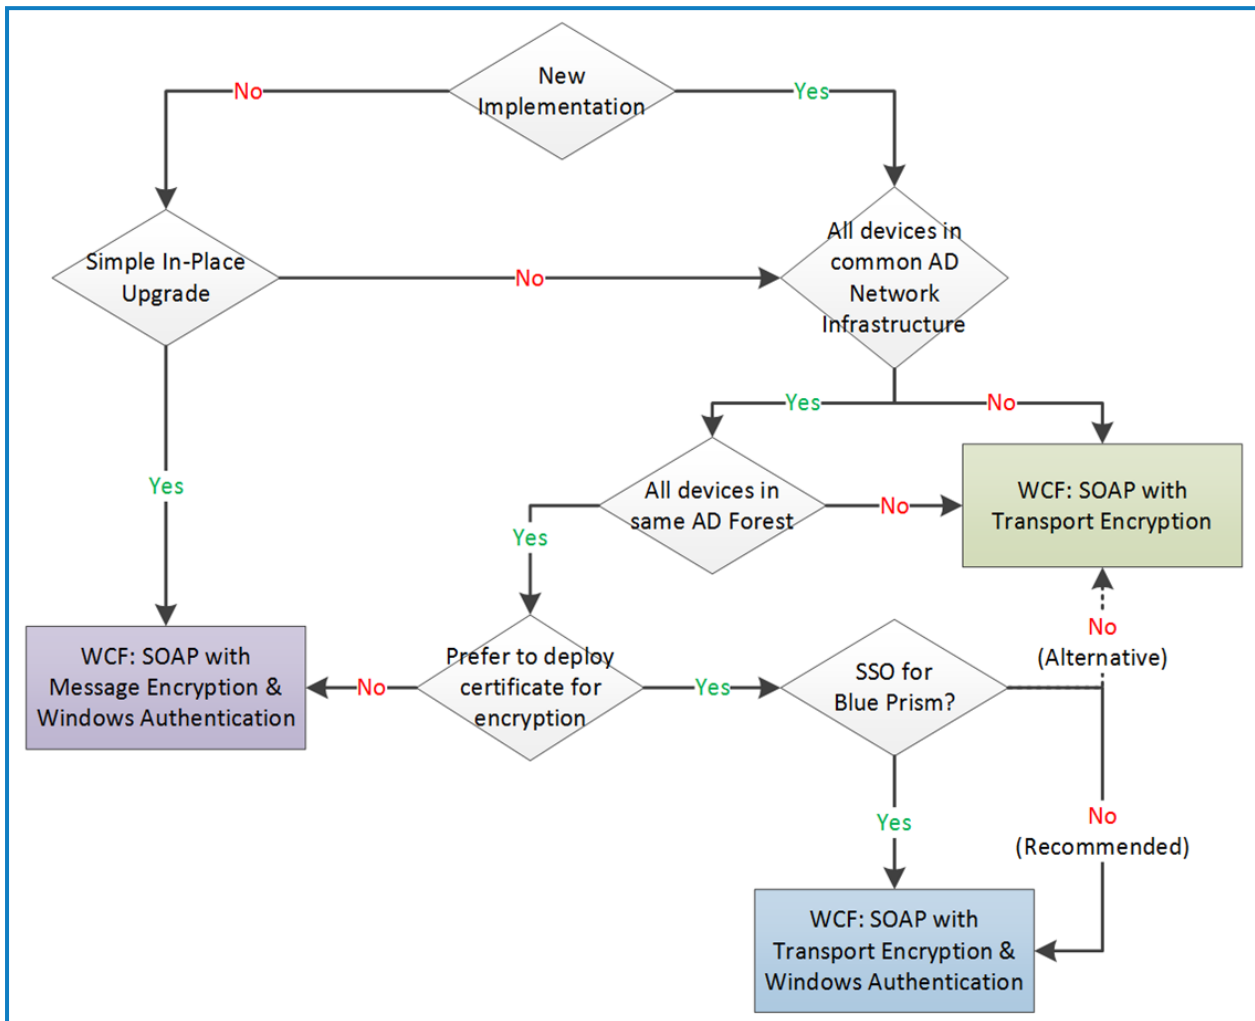 New
Implementation
No
Yes
All devices in
common AD
Network
Infrastructure
Simple In-Place
Upgrade
No
Yes
No
Yes
All devices in
same AD Forest
No
WCF: SOAP with
Transport Encryption
Yes
No
(Alternative)
WCF: SOAP with
Message Encryption &
Windows Authentication
No
Prefer to deploy
certificate for
encryption
Yes
SSO for
Blue Prism?
Yes
No
(Recommended)
WCF: SOAP with
Transport Encryption &
Windows Authentication